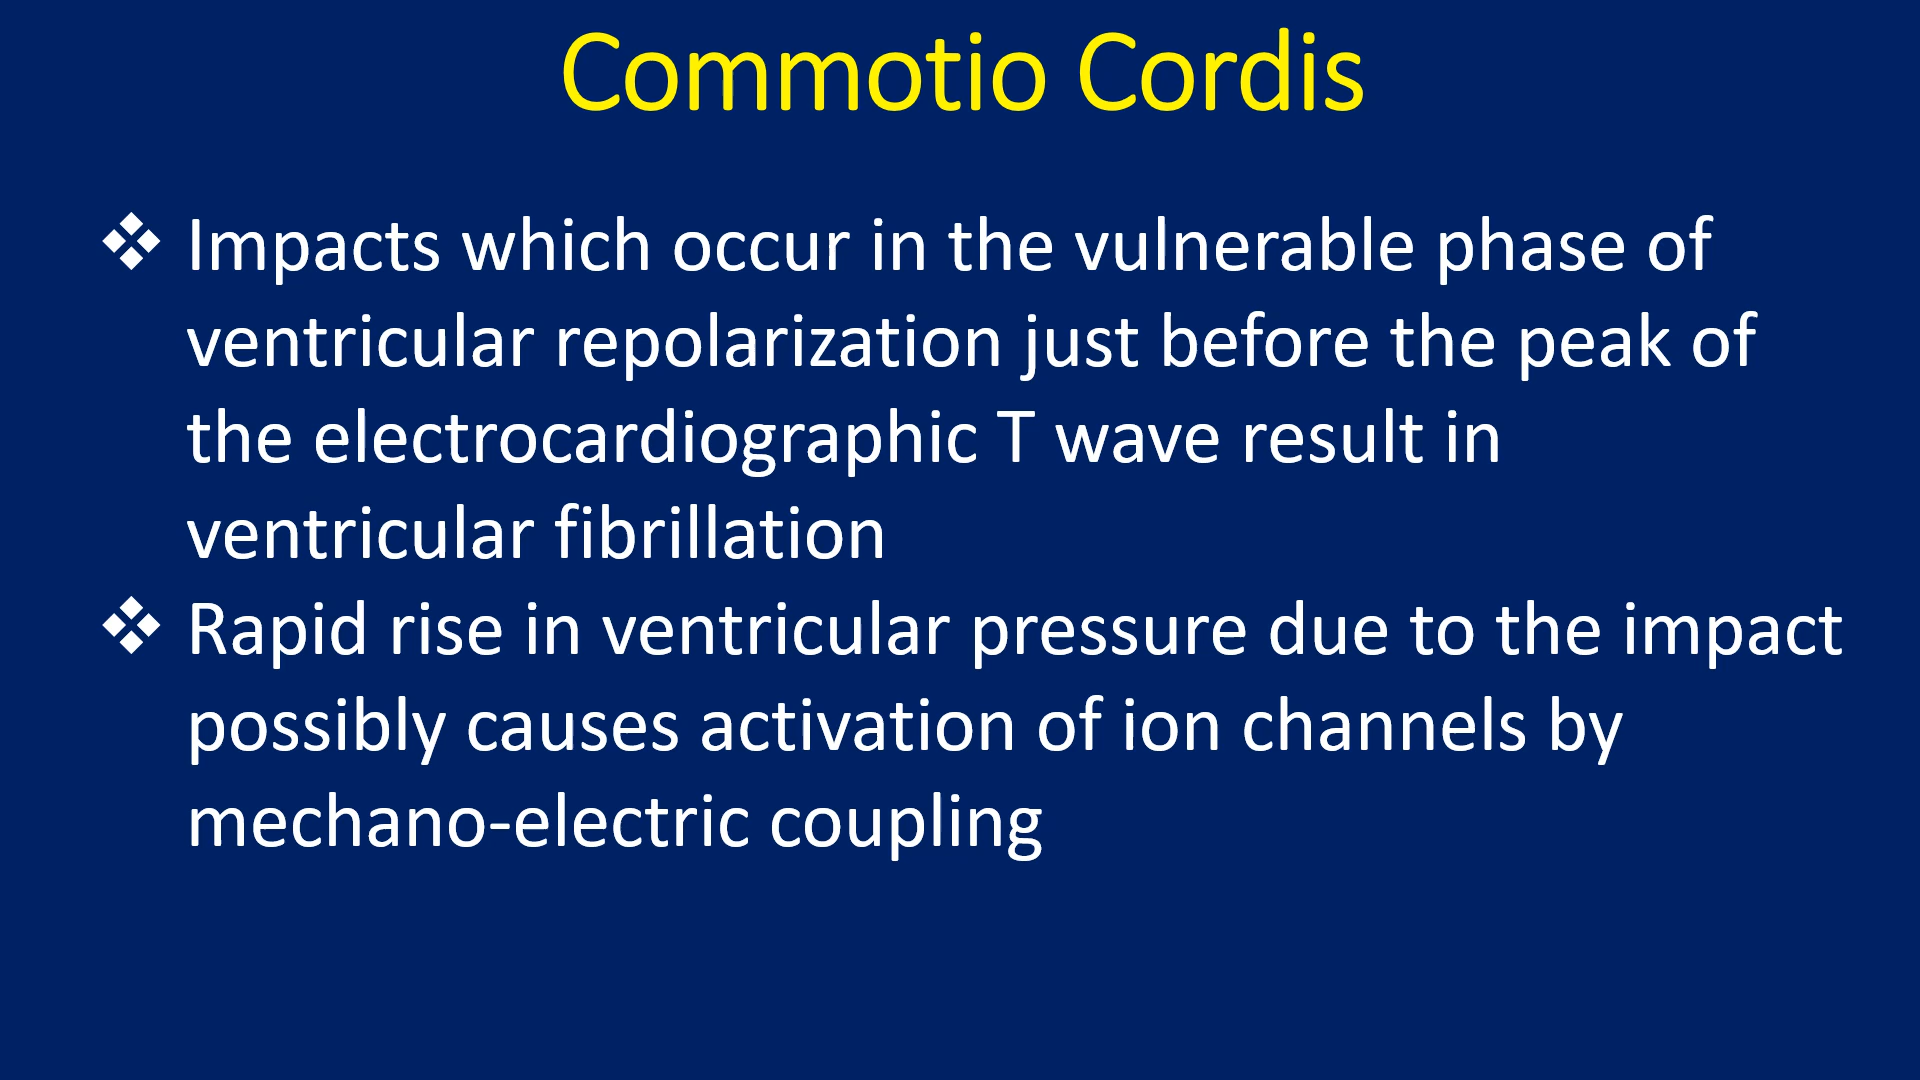 Commotio Cordis
❖ Impacts which occur in the vulnerable phase of
ventricular repolarization just before the peak of
the electrocardiographic T wave result in
ventricular fibrillation
❖ Rapid rise in ventricular pressure due to the impact
possibly causes activation of ion channels by
mechano-electric coupling